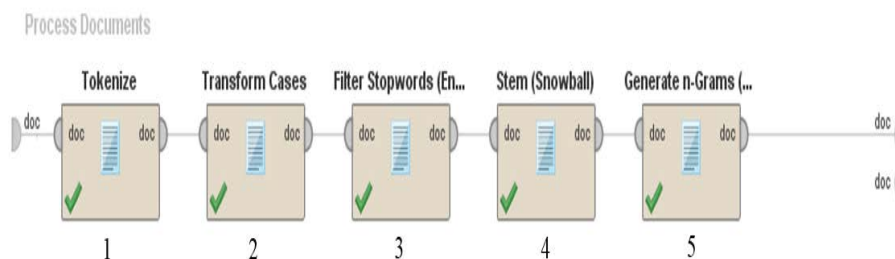 Process Documents
Tokenize Transform Cases Filter Stopwords (En... Stem (Snowball) Generate n-Grams (...
doc doc
doc doc doc doc doc doc doc doc doc doc
doc
1 2 3 4 5